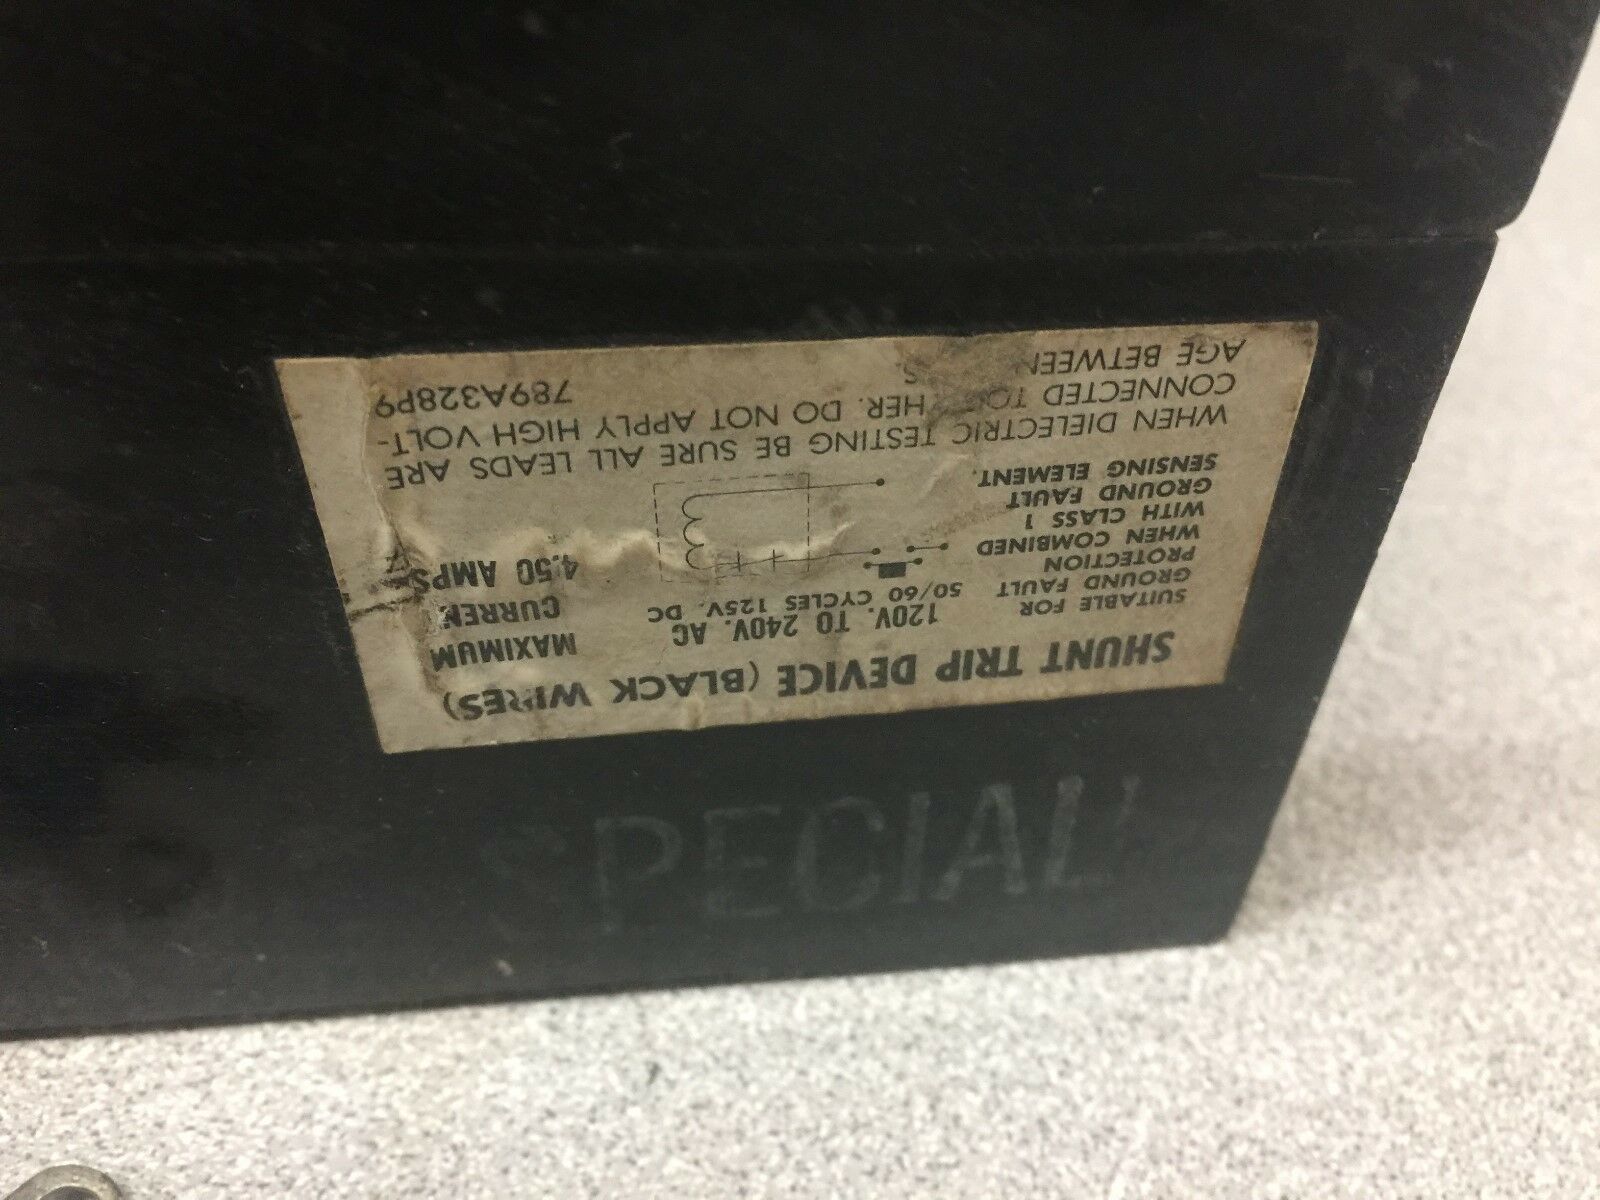 SHUNT TRIP DEVICE (BLACK WIRES)
SUITABLE FOR
GROUND FAULT
PROTECTION
WHEN COMBINED
WITH CLASS 1
GROUND FAULT
SENSING ELEMENT.
120V. TO 240V. AC
50/60 CYCLES 125V. DC
MAXIMUM
CURREN
4.50 AMPS
WHEN DIELECTRIC TESTING BE SURE ALL LEADS ARE
CONNECTED TO HER. DO NOT APPLY HIGH VOLT-
AGE BETWEEN S
789A328P9
SPECIAL